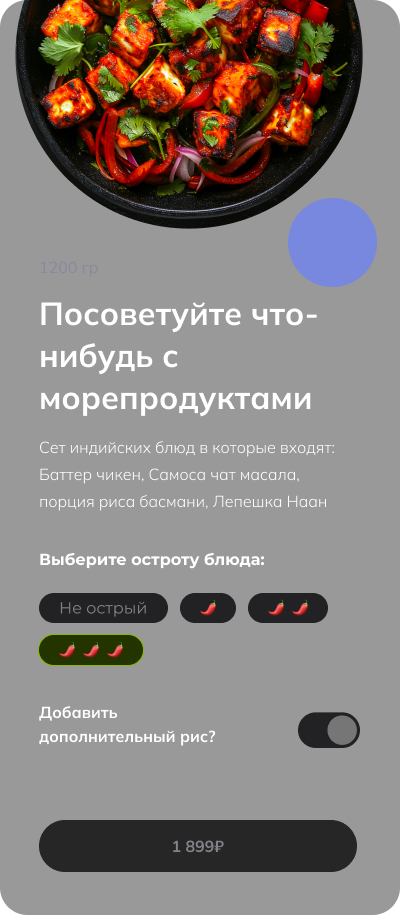 1200 гр
Посоветуйте что-
нибудь с
морепродуктами
Сет индийских блюд в которые входят:
Баттер чикен, Самоса чат масала,
порция риса басмани, Лепешка Наан
Выберите остроту блюда:
Не острый
Добавить
дополнительный рис?
1 899₽